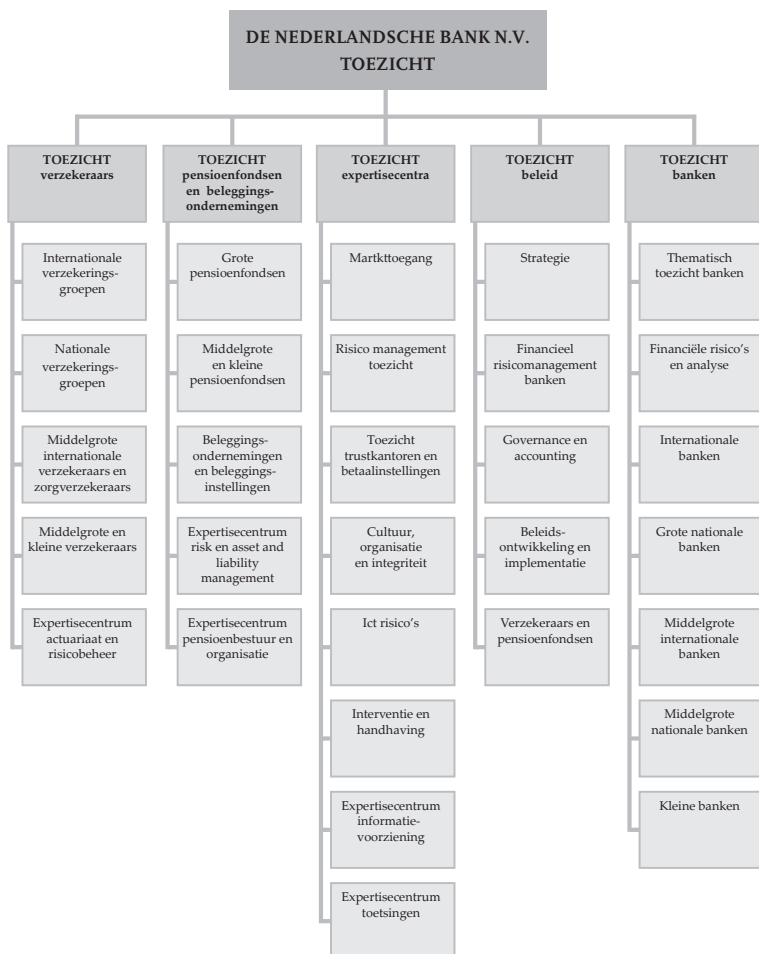 DE NEDERLANDSCHE BANK N.V.
TOEZICHT
TOEZICHT
verzekeraars
Internationale
verzekerings-
groepen
Nationale
verzekerings-
groepen
Middelgrote
internationale
verzekeraars en
zorgverzekeraars
Middelgrote en
kleine verzekeraars
Expertisecentrum
actuariaat en
risicobeheer
TOEZICHT
pensioenfondsen
en beleggings-
ondernemingen
Grote
pensioenfondsen
Middelgrote
en kleine
pensioenfondsen
Beleggings-
ondernemingen
en beleggings-
instellingen
Expertisecentrum
risk en asset and
liability
management
Expertisecentrum
pensioenbestuur en
organisatie
TOEZICHT
expertisecentra
Martkttoegang
Risico management
toezicht
Toezicht
trustkantoren en
betaalinstellingen
Cultuur,
organisatie
en integriteit
Ict risico's
Interventie en
handhaving
Expertisecentrum
informatie-
voorziening
Expertisecentrum
toetsingen
TOEZICHT
beleid
Strategie
Financieel
risicomanagement
banken
Governance en
accounting
Beleids-
ontwikkeling en
implementatie
Verzekeraars en
pensioenfondsen
TOEZICHT
banken
Thematisch
toezicht banken
Financiële risico's
en analyse
Internationale
banken
Grote nationale
banken
Middelgrote
internationale
banken
Middelgrote
nationale banken
Kleine banken